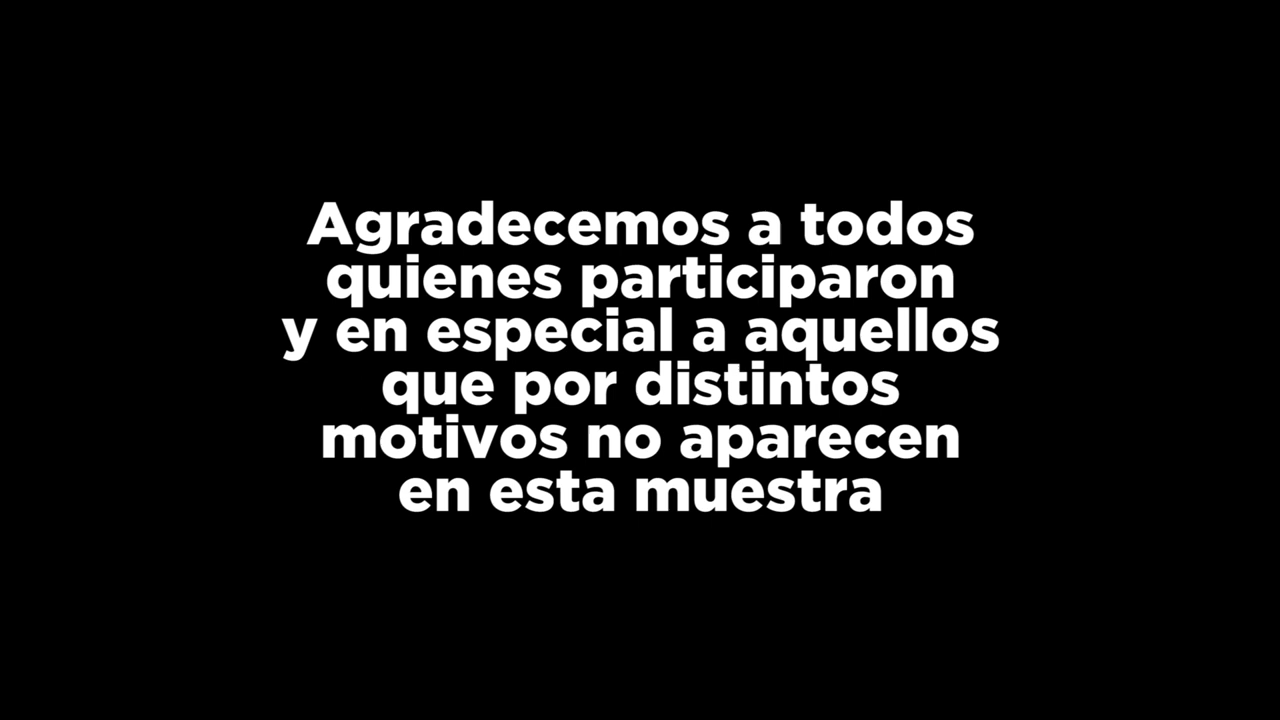 Agradecemos a todos
quienes participaron
y en especial a aquellos
que por distintos
motivos no aparecen
en esta muestra